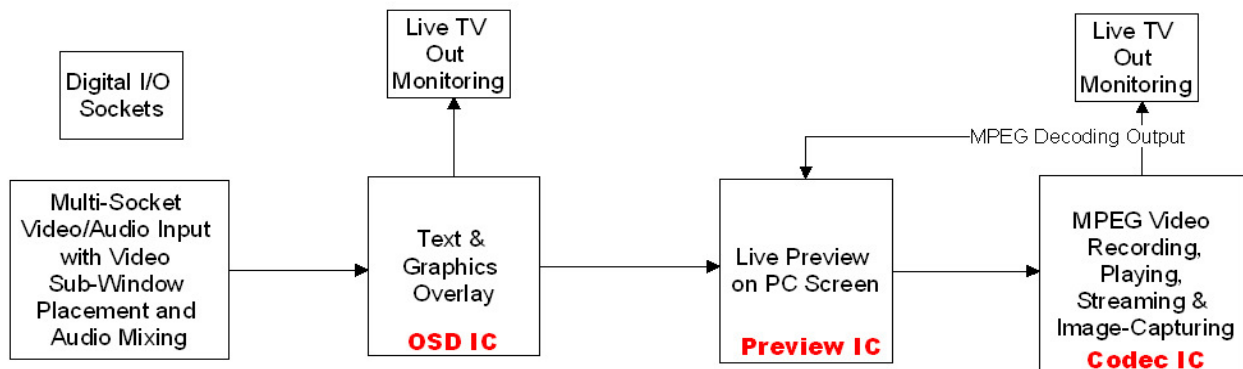 Digital I/O
Sockets
Live TV
Out
Monitoring
Live TV
Out
Monitoring
MPEG Decoding Output
Multi-Socket
Video/Audio Input
with Video
Sub-Window
Placement and
Audio Mixing
Text &
Graphics
Overlay
OSD IC
Live Preview
on PC Screen
Preview IC
MPEG Video
Recording,
Playing,
Streaming &
Image-Capturing
Codec IC